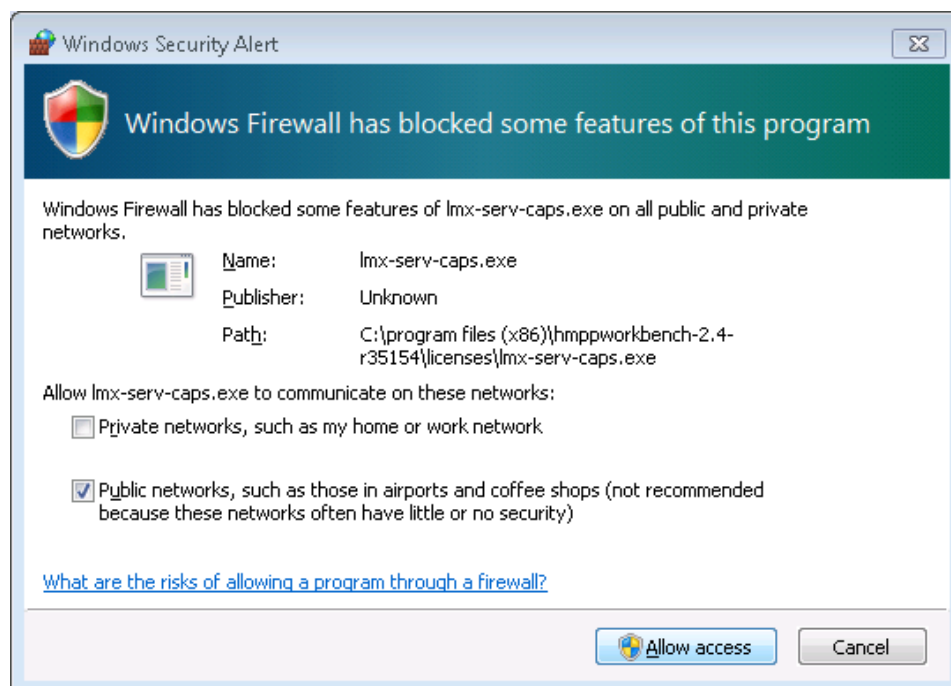 Windows Security Alert
Windows Firewall has blocked some features of this program
Windows Firewall has blocked some features of lmx-serv-caps.exe on all public and private
networks.
Name: lmx-serv-caps.exe
Publisher: Unknown
Path: C:\program files (x86)\hmppworkbench-2.4-
r35154\licenses\lmx-serv-caps.exe
Allow lmx-serv-caps.exe to communicate on these networks:
Private networks, such as my home or work network
Public networks, such as those in airports and coffee shops (not recommended
because these networks often have little or no security)
What are the risks of allowing a program through a firewall?
Allow access Cancel